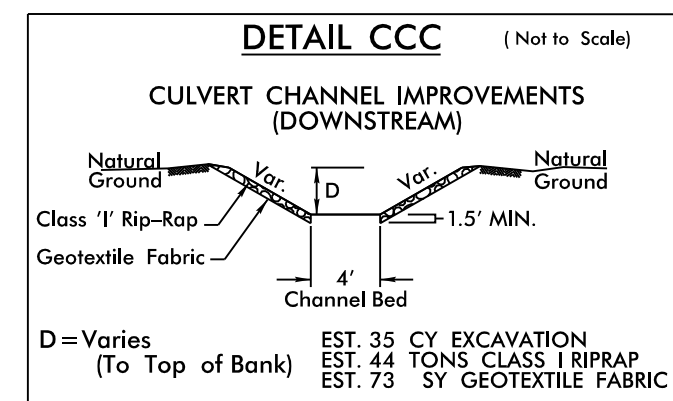 DETAIL CCC
( Not to Scale)
CULVERT CHANNEL IMPROVEMENTS
(DOWNSTREAM)
Natural
Ground
Var.
D
Var.
Natural
Ground
Class 'I' Rip-Rap
1.5' MIN.
Geotextile Fabric
4'
Channel Bed
D = Varies
(To Top of Bank)
EST. 35 CY EXCAVATION
EST. 44 TONS CLASS I RIPRAP
EST. 73 SY GEOTEXTILE FABRIC